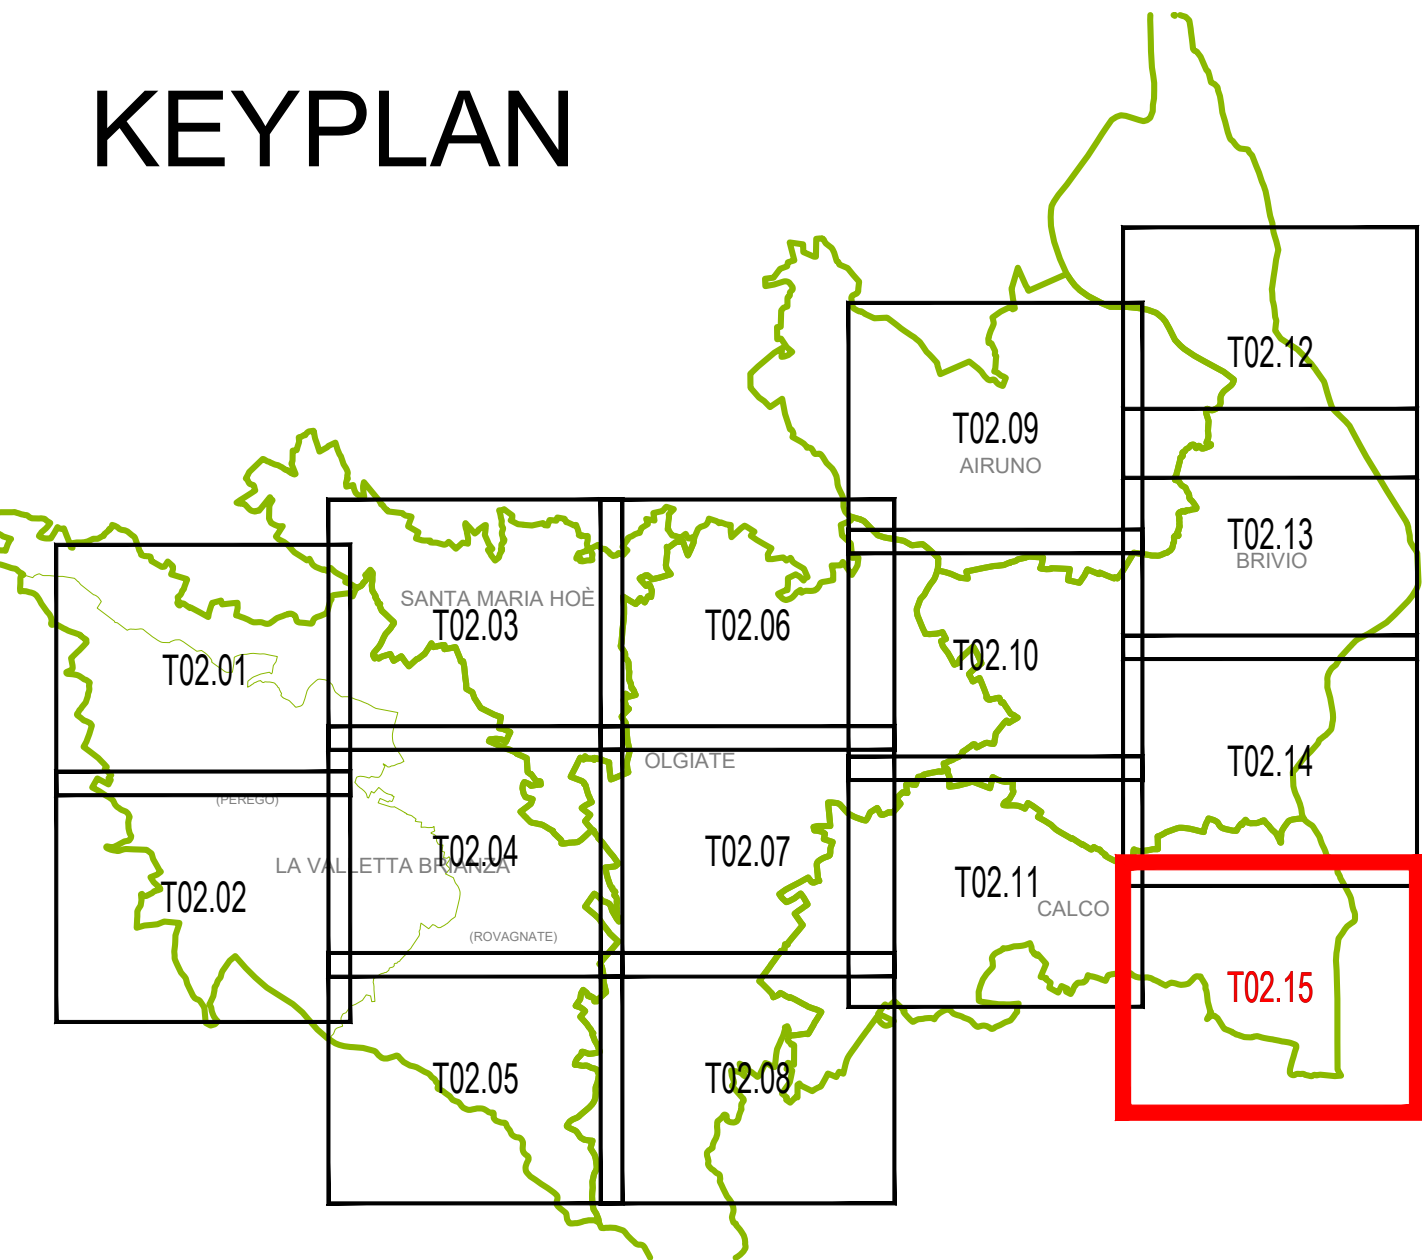 KEYPLAN
T02.12
T02.09
AIRUNO
T02.13
BRIVIO
SANTA MARIA HOÈ
T02.03
T02.06
T02.10
T02.01
OLGIATE
T02.14
(PEREGO)
T02.04
T02.07
LA VALLETTA BRIANZA
T02.02
T02.11
CALCO
(ROVAGNATE)
T02.15
T02.05
T02.08